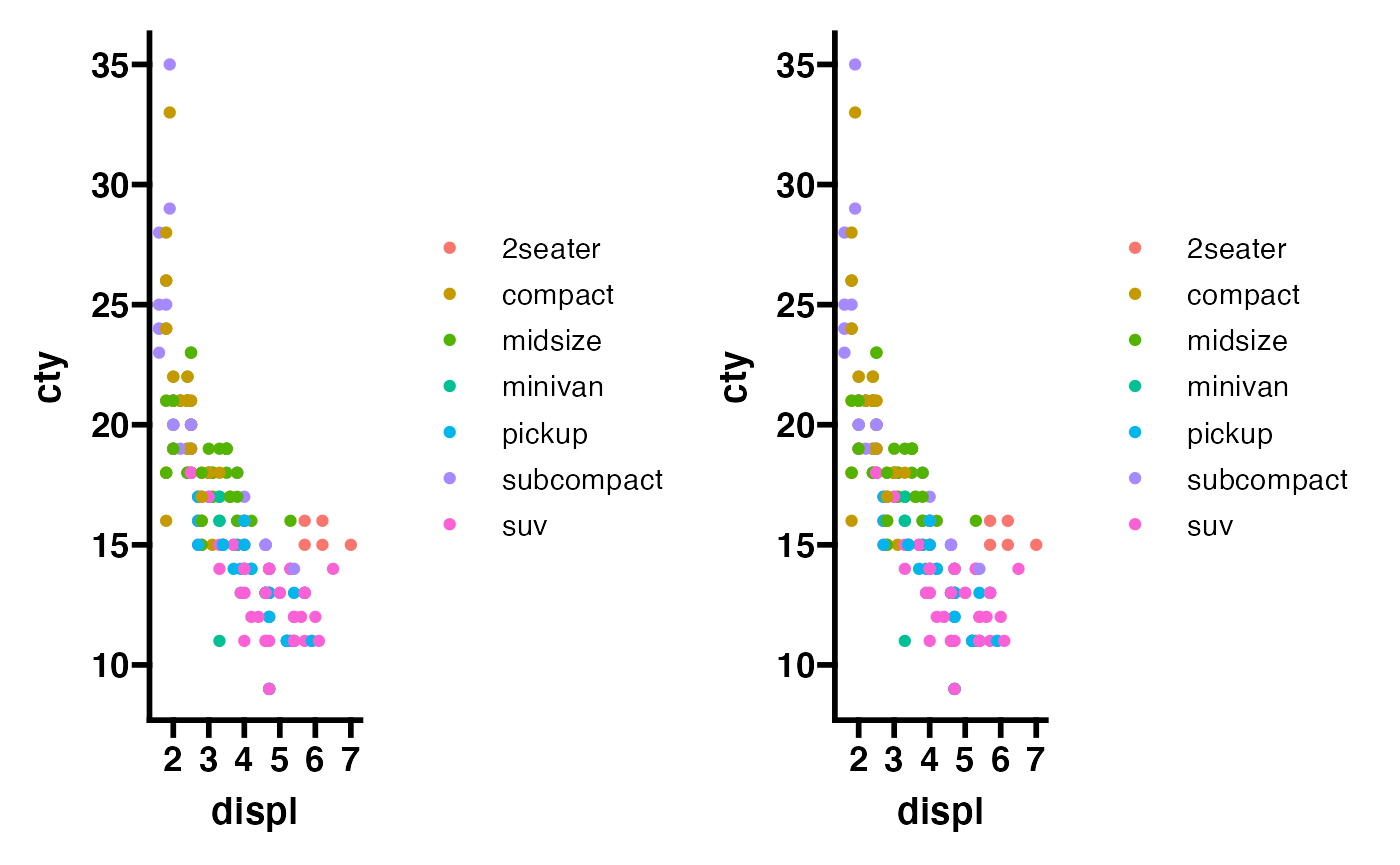 35
30
25
20
15
10
cty
2 3 4 5 6 7
displ
2seater
compact
midsize
minivan
pickup
subcompact
suv
35
30
25
20
15
10
cty
2 3 4 5 6 7
displ
2seater
compact
midsize
minivan
pickup
subcompact
suv